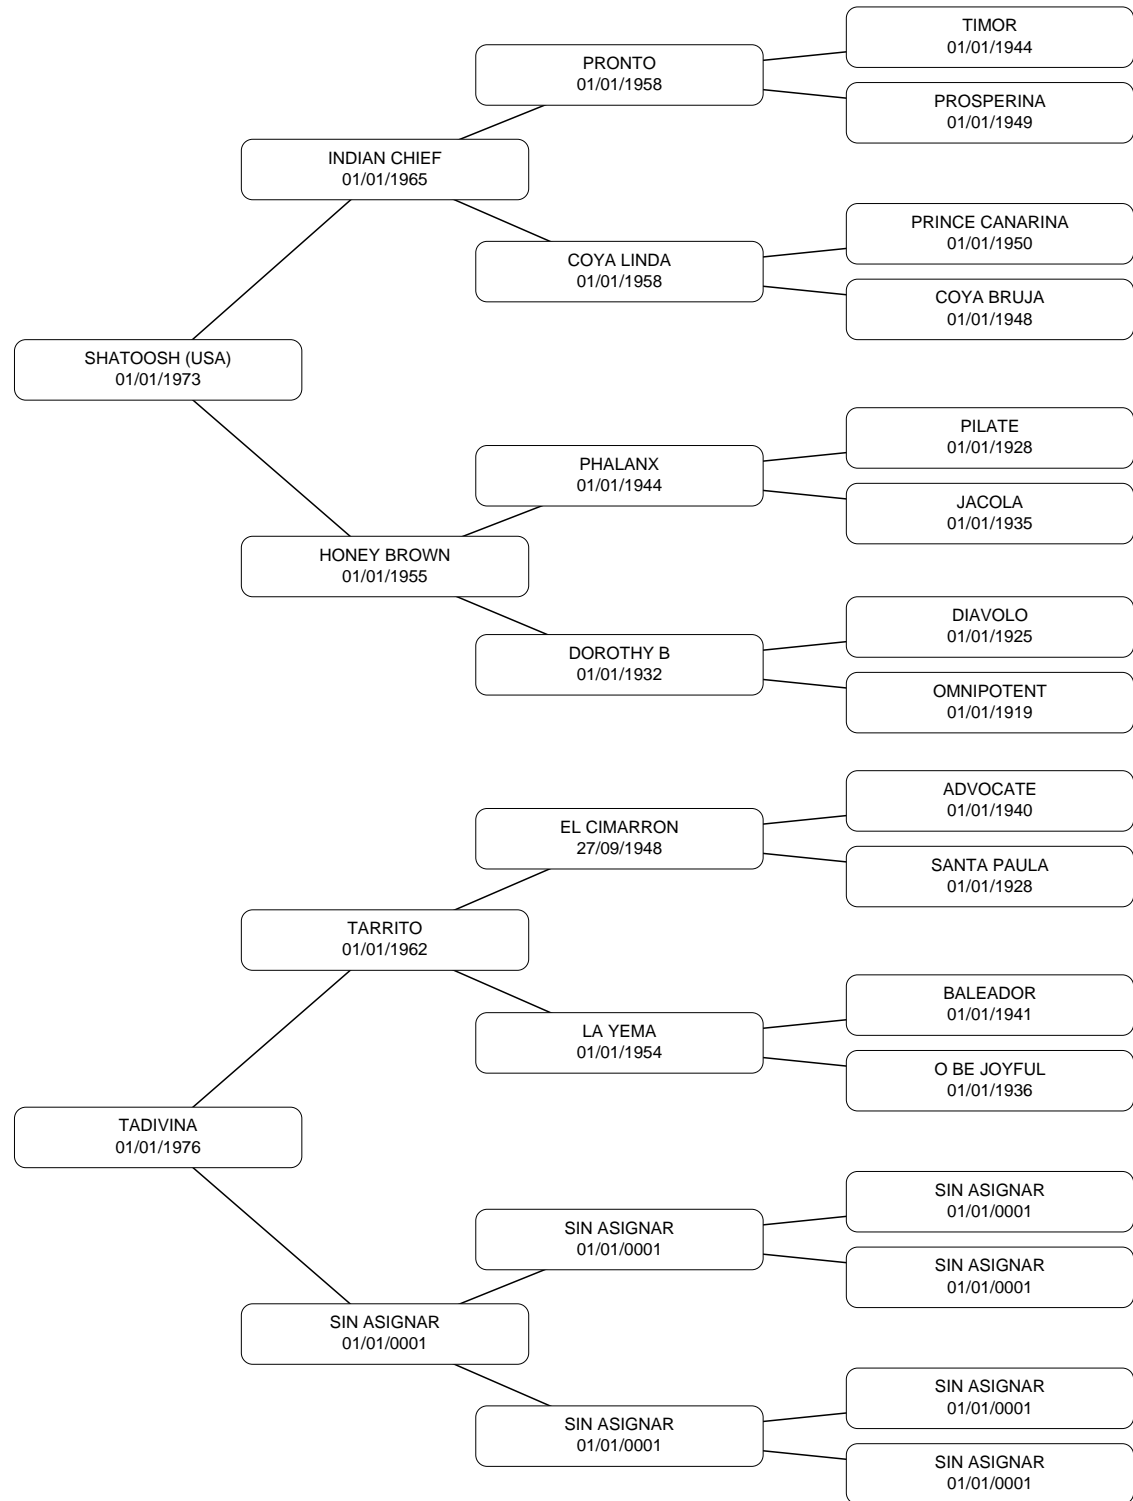 TIMOR
01/01/1944
PRONTO
01/01/1958
PROSPERINA
01/01/1949
INDIAN CHIEF
01/01/1965
PRINCE CANARINA
01/01/1950
COYA LINDA
01/01/1958
COYA BRUJA
01/01/1948
SHATOOSH (USA)
01/01/1973
PILATE
01/01/1928
PHALANX
01/01/1944
JACOLA
01/01/1935
HONEY BROWN
01/01/1955
DIAVOLO
01/01/1925
DOROTHY B
01/01/1932
OMNIPOTENT
01/01/1919
ADVOCATE
01/01/1940
EL CIMARRON
27/09/1948
SANTA PAULA
01/01/1928
TARRITO
01/01/1962
BALEADOR
01/01/1941
LA YEMA
01/01/1954
O BE JOYFUL
01/01/1936
TADIVINA
01/01/1976
SIN ASIGNAR
01/01/0001
SIN ASIGNAR
01/01/0001
SIN ASIGNAR
01/01/0001
SIN ASIGNAR
01/01/0001
SIN ASIGNAR
01/01/0001
SIN ASIGNAR
01/01/0001
SIN ASIGNAR
01/01/0001